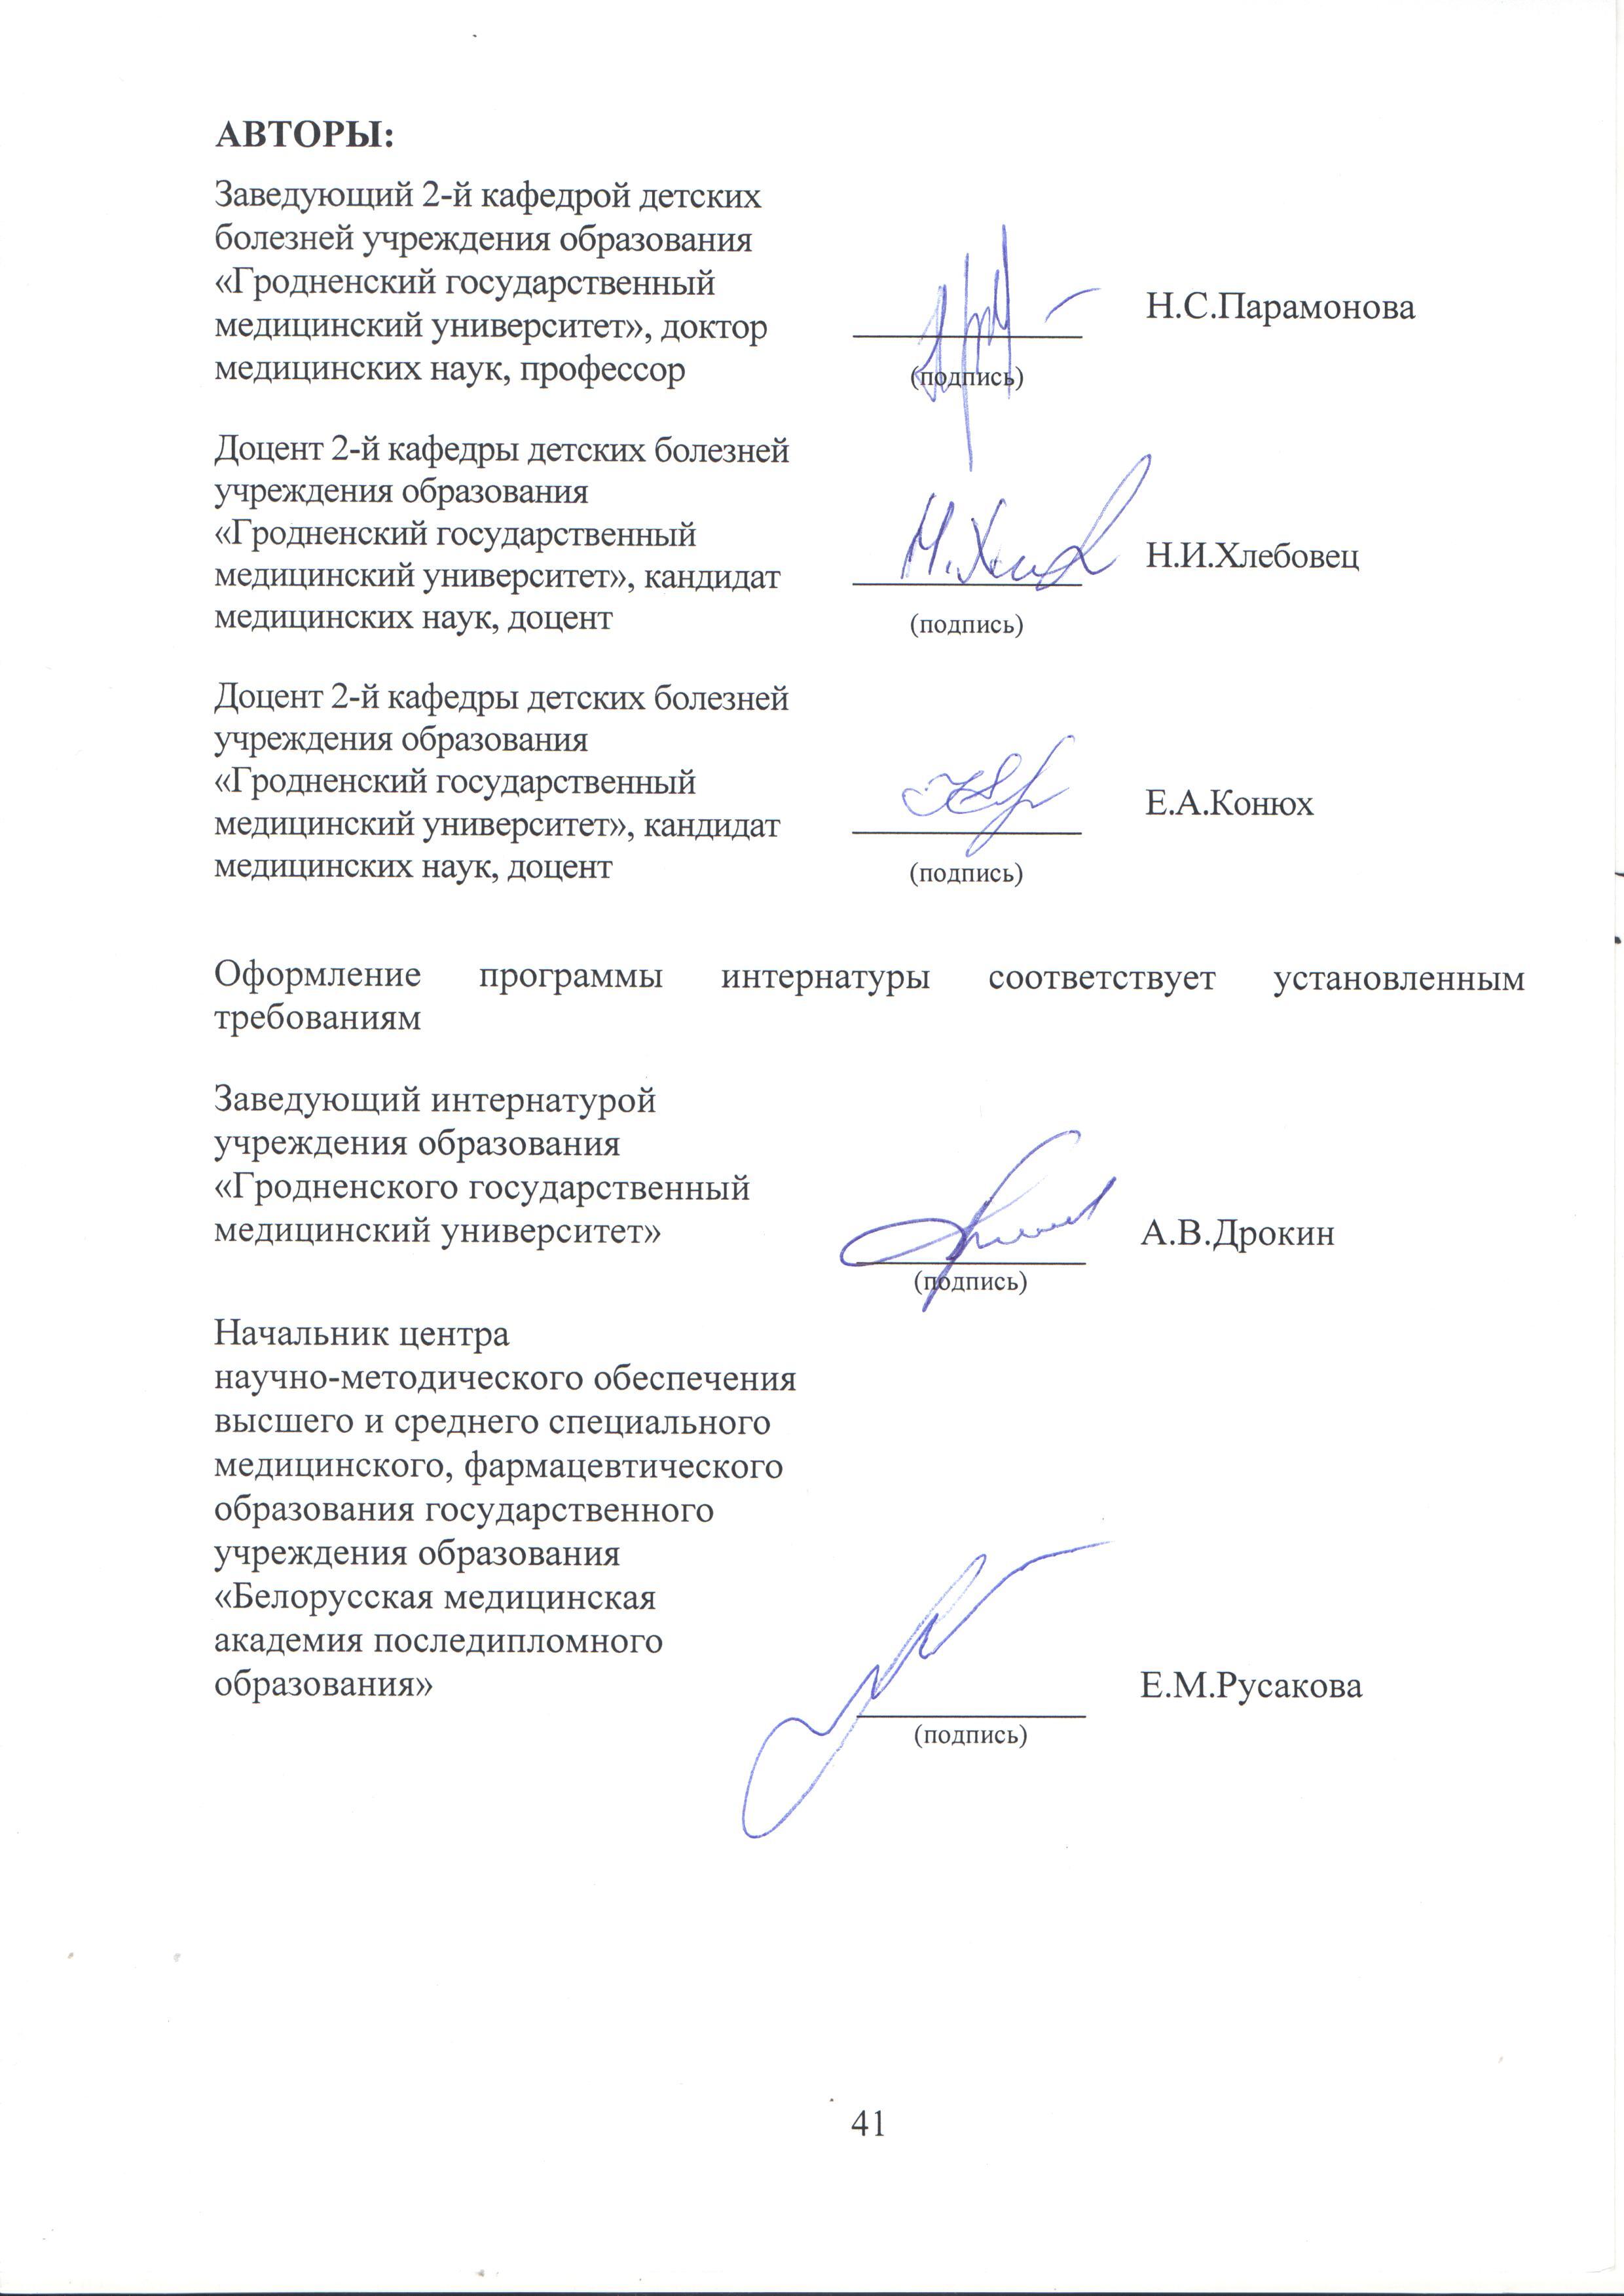 АВТОРЫ:
Заведующий 2-й кафедрой детских
болезней учреждения образования
«Гродненский государственный
медицинский университет», доктор
медицинских наук, профессор
Н.С.Парамонова
(подпись)
Доцент 2-й кафедры детских болезней
учреждения образования
«Гродненский государственный
медицинский университет», кандидат
медицинских наук, доцент
Н.И.Хлебовец
(подпись)
Доцент 2-й кафедры детских болезней
учреждения образования
«Гродненский государственный
медицинский университет», кандидат
медицинских наук, доцент
Е.А.Конюх
(подпись)
Оформление программы интернатуры соответствует установленным
требованиям
Заведующий интернатурой
учреждения образования
«Гродненского государственный
медицинский университет»
А.В.Дрокин
(подпись)
Начальник центра
научно-методического обеспечения
высшего и среднего специального
медицинского, фармацевтического
образования государственного
учреждения образования
«Белорусская медицинская
академия последипломного
образования»
Е.М.Русакова
(подпись)
41